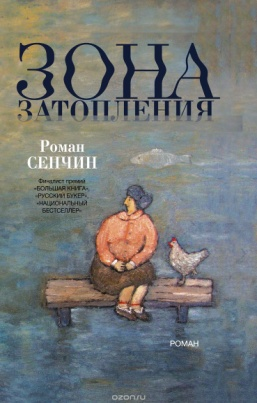 ЗОНА
ЗАТОПЛЕНИЯ
Роман
СЕНЧИН
Финалист премий
«БОЛЬШАЯ КНИГА»,
«РУССКИЙ БУКЕР»,
«НАЦИОНАЛЬНЫЙ
БЕСТСЕЛЛЕР»
РОМАН
ozon.ru